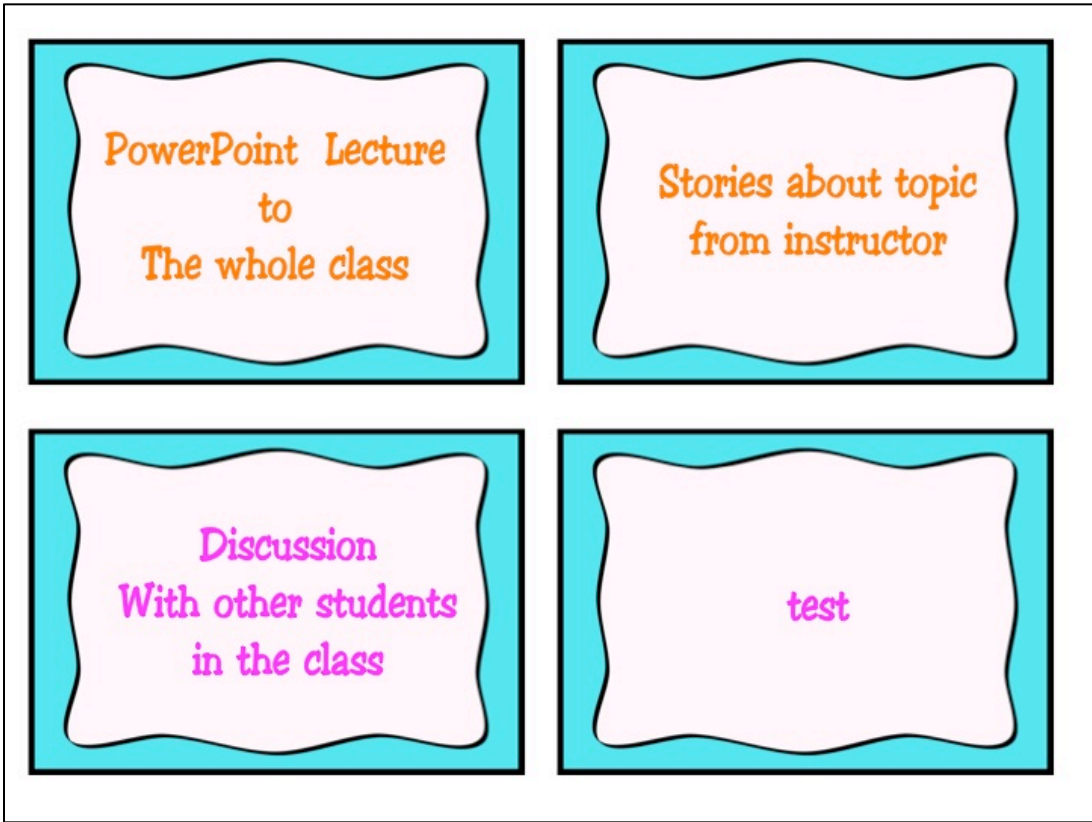 PowerPoint Lecture
to
The whole class
Stories about topic
from instructor
Discussion
With other students
in the class
test